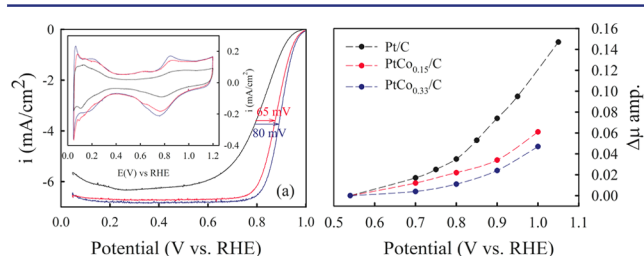 0
-2
-4
-6
i (mA/cm²)
0.2
0.0
-0.2
-0.4
i (mA/cm²)
0.0 0.2 0.4 0.6 0.8 1.0 1.2
E(V) vs RHE
65 mV
80 mV
(a)
0.0 0.2 0.4 0.6 0.8 1.0
Potential (V vs. RHE)
Pt/C
PtCo₀.₁₅/C
PtCo₀.₃₃/C
0.16
0.14
0.12
0.10
0.08
0.06
0.04
0.02
0.00
Δμ amp.
0.5 0.6 0.7 0.8 0.9 1.0 1.1
Potential (V vs. RHE)